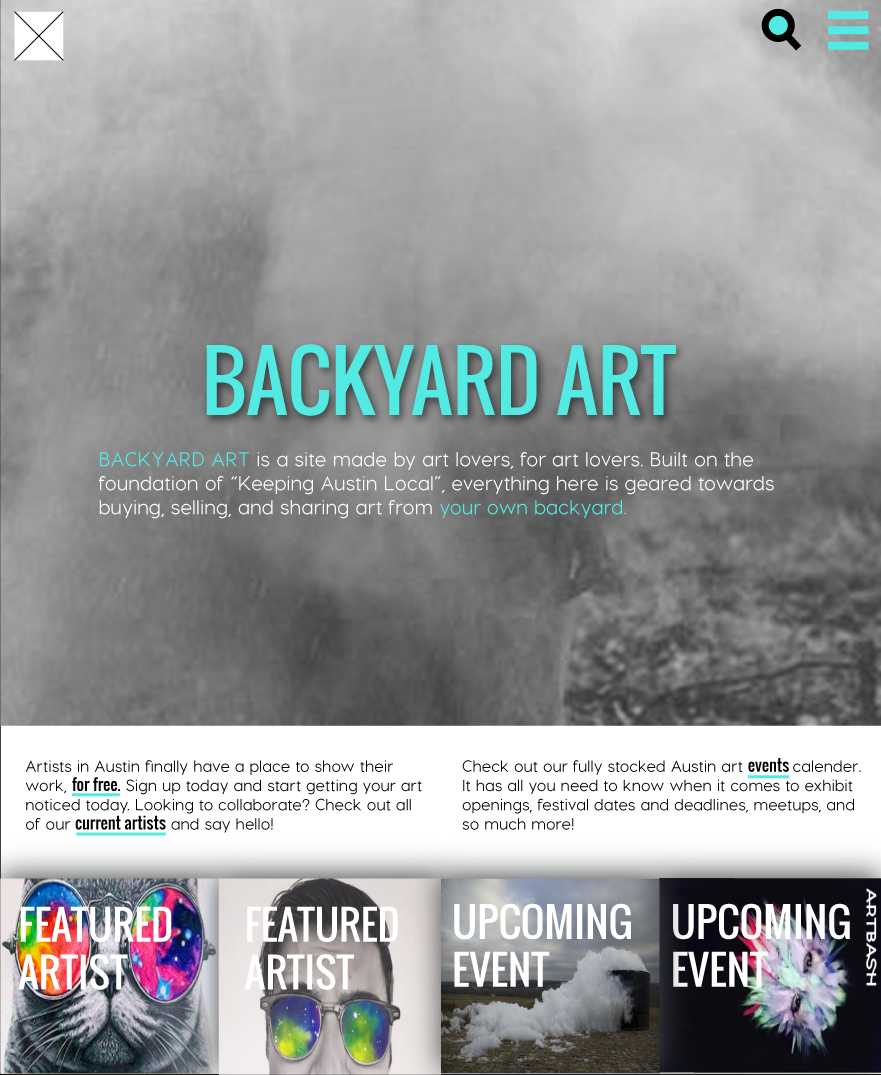 BACKYARD ART
BACKYARD ART is a site made by art lovers, for art lovers. Built on the
foundation of “Keeping Austin Local”, everything here is geared towards
buying, selling, and sharing art from your own backyard.
Artists in Austin finally have a place to show their
work, for free. Sign up today and start getting your art
noticed today. Looking to collaborate? Check out all
of our current artists and say hello!
Check out our fully stocked Austin art events calender.
It has all you need to know when it comes to exhibit
openings, festival dates and deadlines, meetups, and
so much more!
FEATURED
ARTIST
FEATURED
ARTIST
UPCOMING
EVENT
UPCOMING
EVENT
ARTBASH